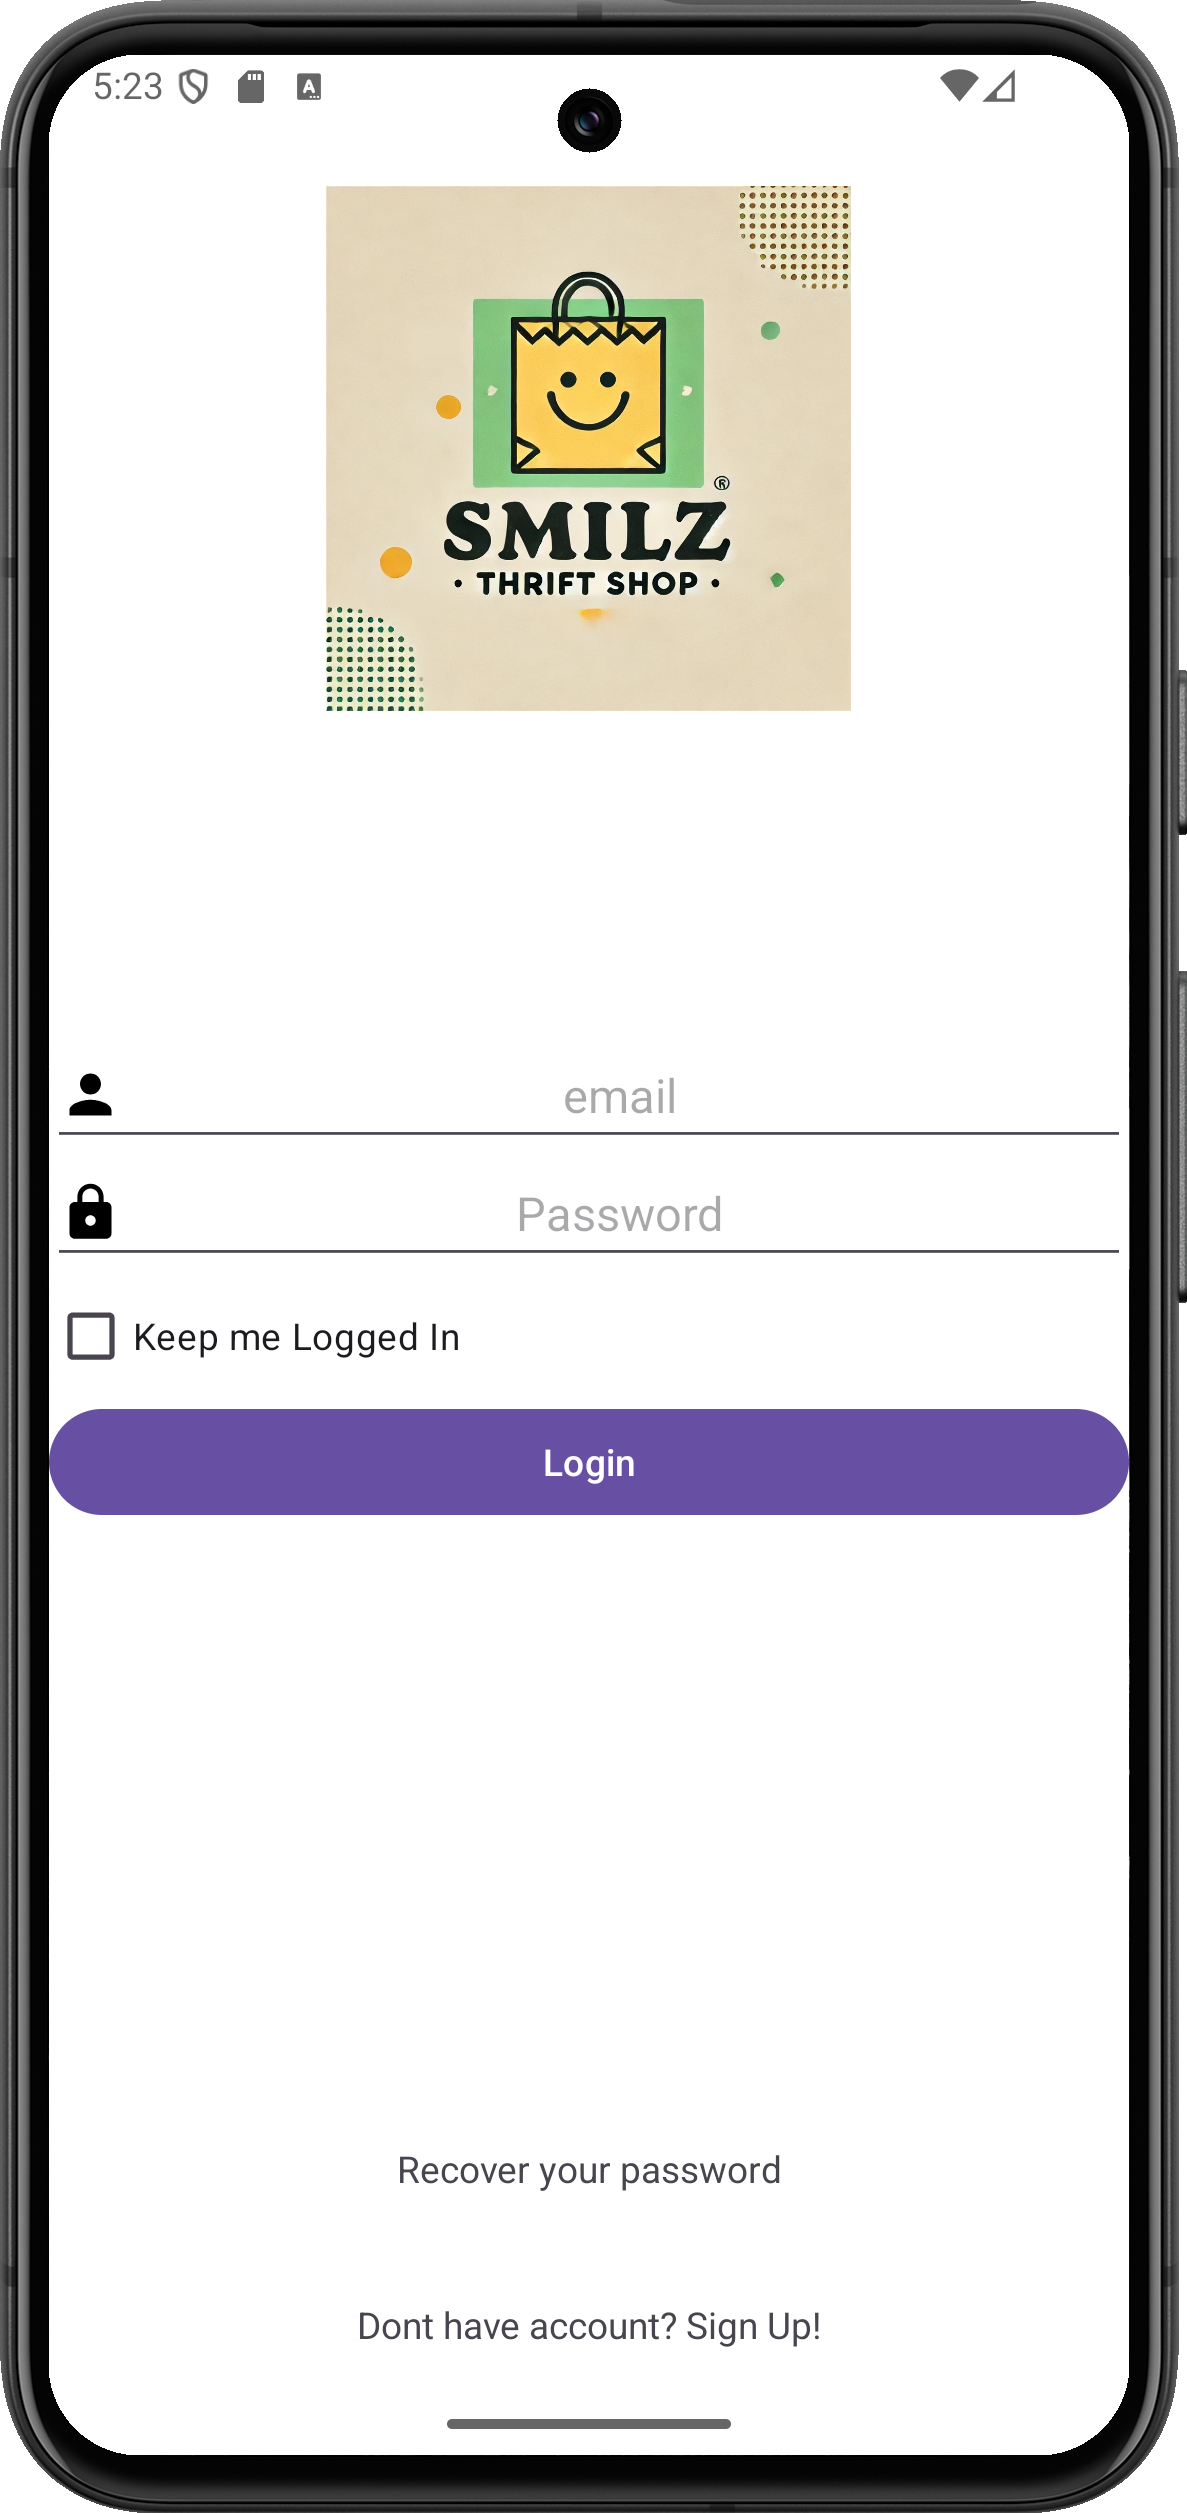 5:23
A
®
SMILZ
· THRIFT SHOP ·
email
Password
Keep me Logged In
Login
Recover your password
Dont have account? Sign Up!